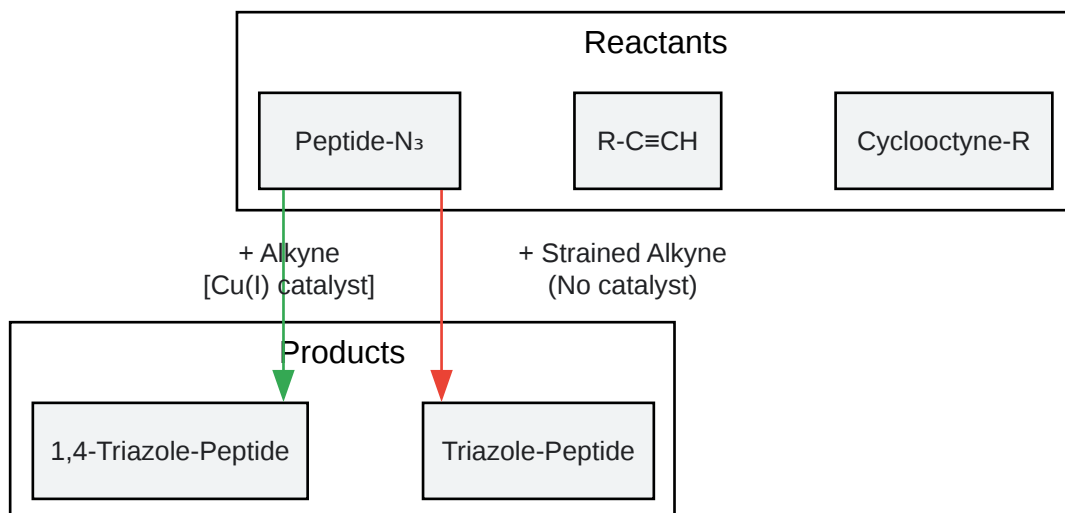 Reactants
Peptide-N₃
R-C≡CH
Cyclooctyne-R
+ Alkyne
[Cu(I) catalyst]
+ Strained Alkyne
(No catalyst)
Products
1,4-Triazole-Peptide
Triazole-Peptide